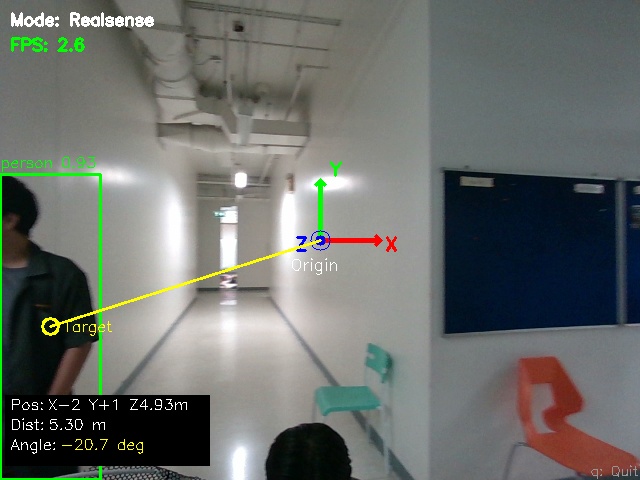 Mode: Realsense
FPS: 2.6
person 0.93
Y
Z X
Origin
Target
Pos: X-2 Y+1 Z4.93m
Dist: 5.30 m
Angle: -20.7 deg
q: Quit